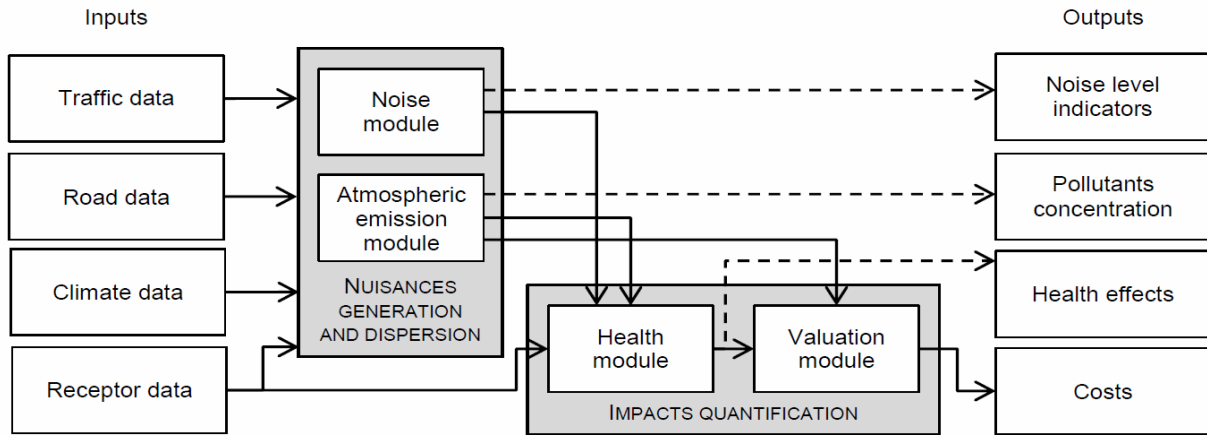 Inputs
Outputs
Traffic data
Noise
module
Noise level
indicators
Road data
Atmospheric
emission
module
Pollutants
concentration
Climate data
NUISANCES
GENERATION
AND DISPERSION
Health effects
Receptor data
Health
module
Valuation
module
Costs
IMPACTS QUANTIFICATION